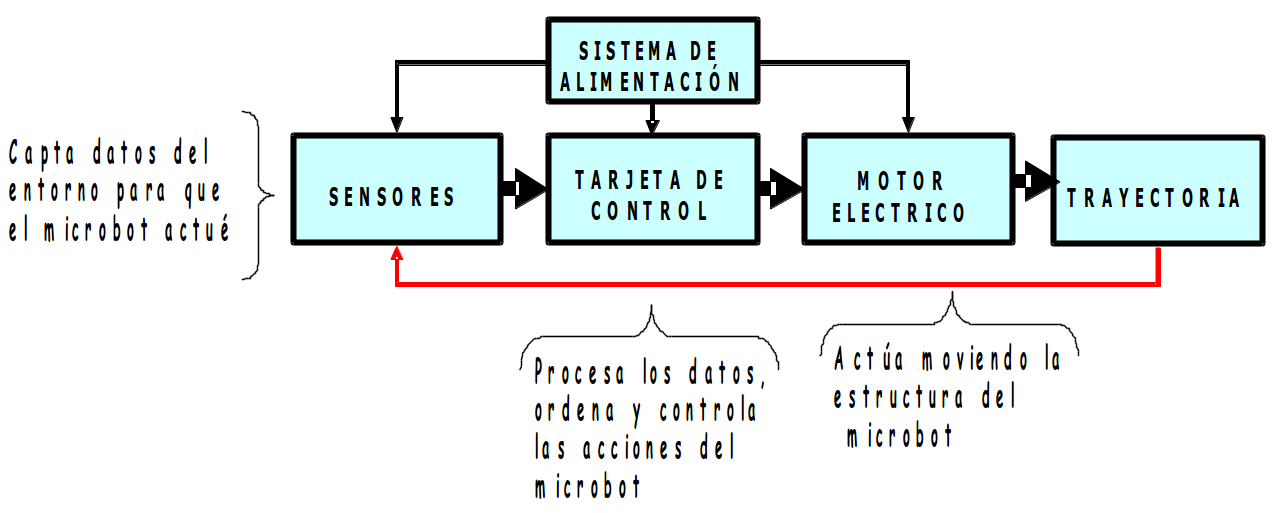 SISTEMA DE
ALIMENTACIÓN
Capta datos del
entorno para que
el microbot actué
SENSORES
TARJETA DE
CONTROL
MOTOR
ELECTRICO
TRAYECTORIA
Procesa los datos,
ordena y controla
las acciones del
microbot
Actúa moviendo la
estructura del
microbot